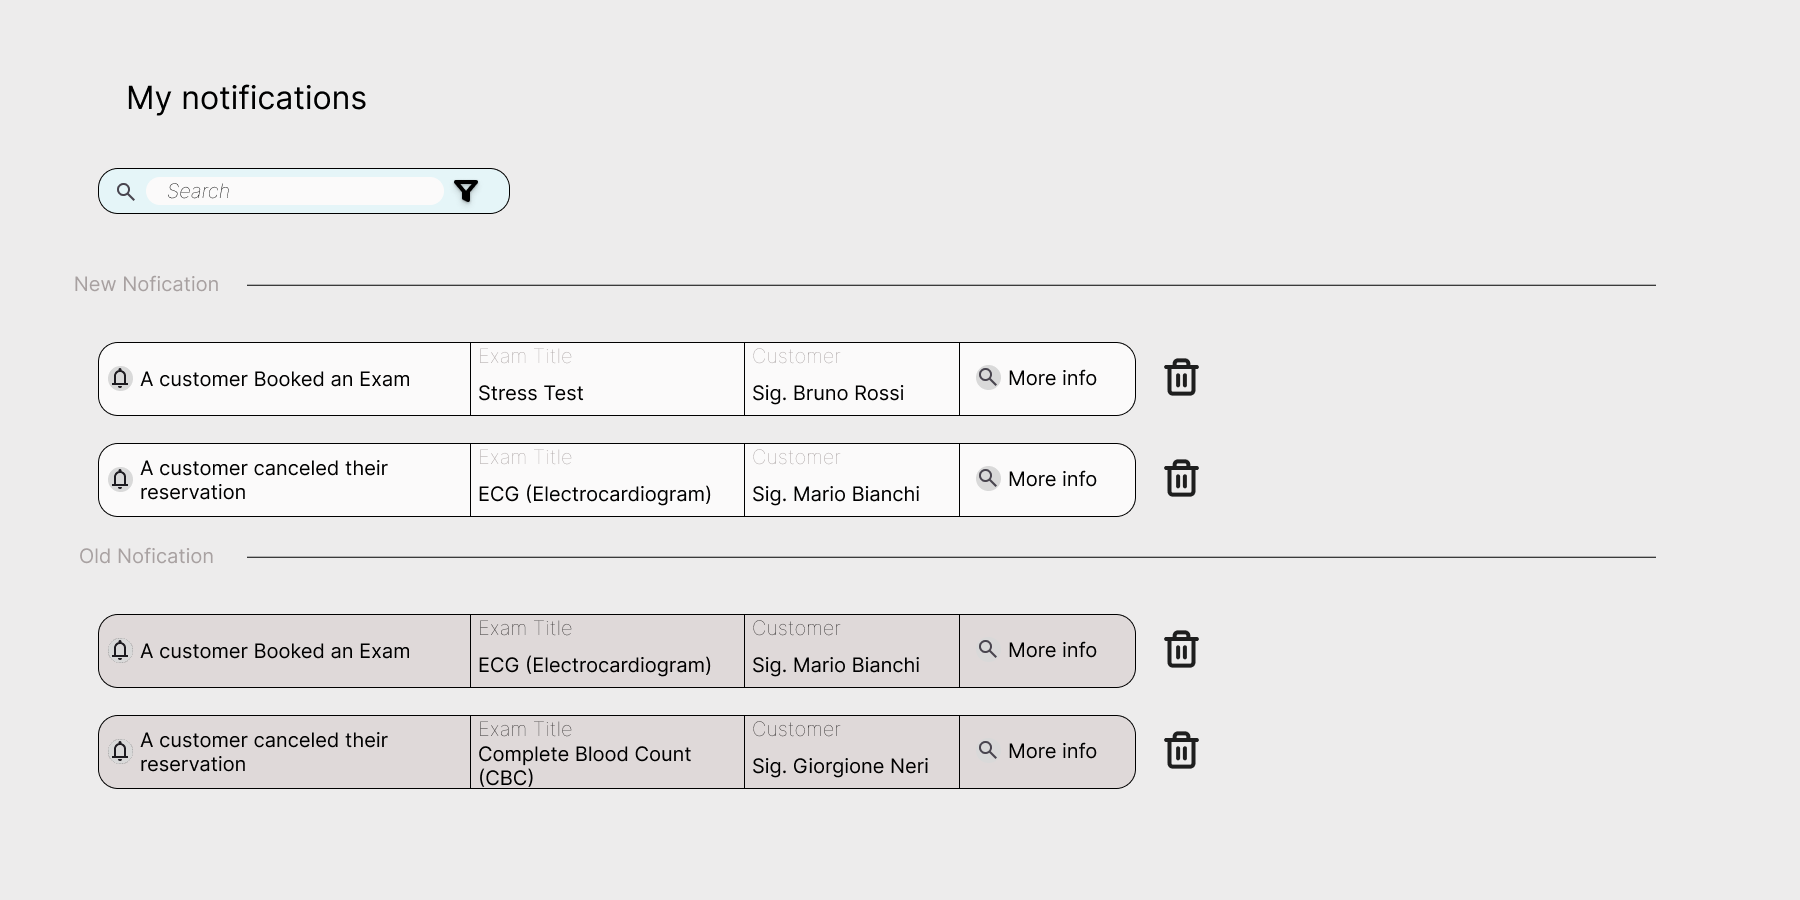 My notifications
Search
New Nofication
Exam Title
Customer
A customer Booked an Exam
Stress Test
Sig. Bruno Rossi
More info
Exam Title
Customer
A customer canceled their
reservation
ECG (Electrocardiogram)
Sig. Mario Bianchi
More info
Old Nofication
Exam Title
Customer
A customer Booked an Exam
ECG (Electrocardiogram)
Sig. Mario Bianchi
More info
Exam Title
Customer
A customer canceled their
reservation
Complete Blood Count
(CBC)
Sig. Giorgione Neri
More info